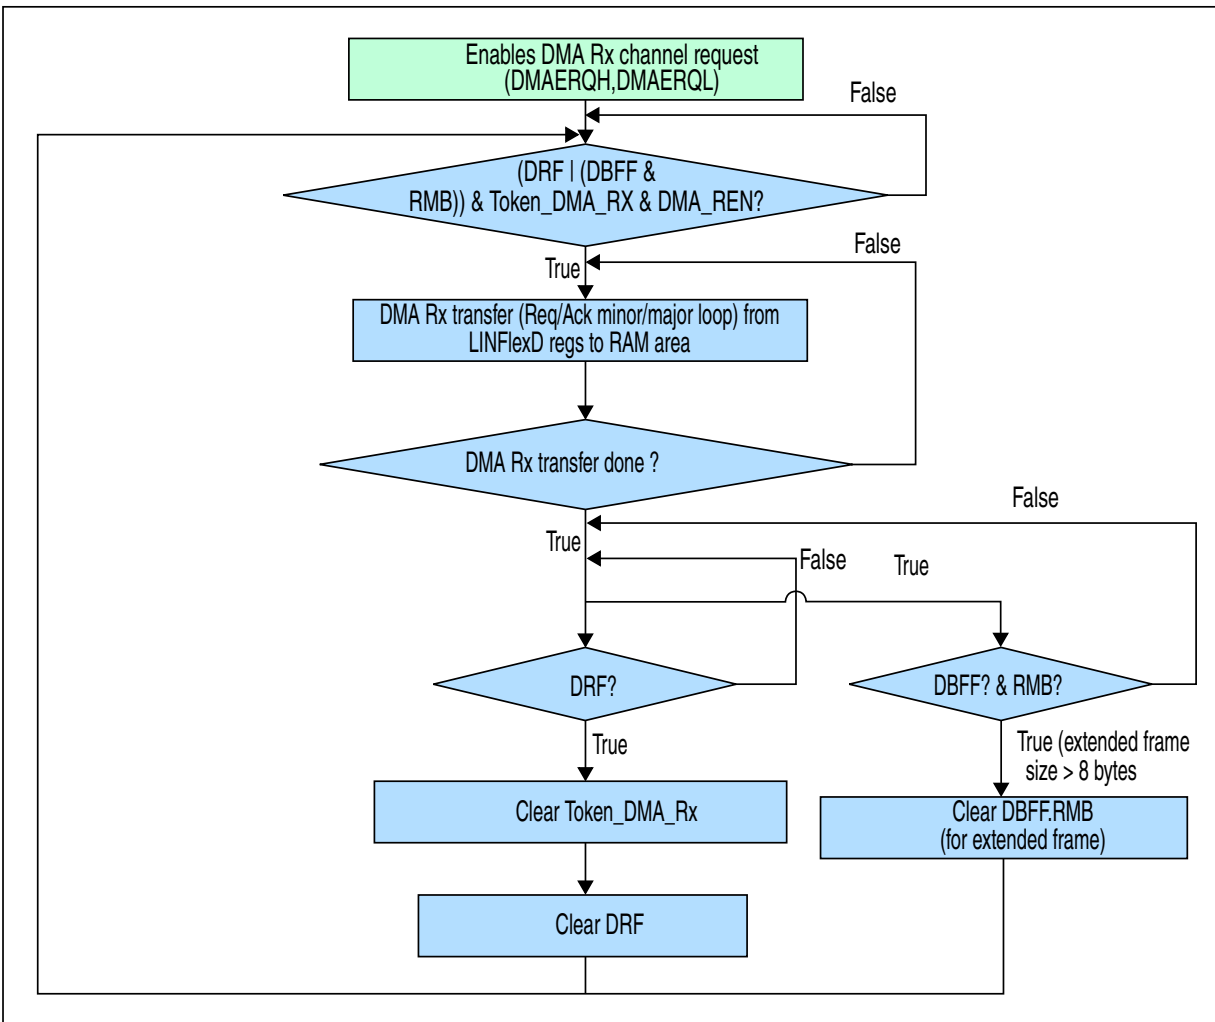 Enables DMA Rx channel request
(DMAERQH,DMAERQL)
False
(DRF | (DBFF &
RMB)) & Token_DMA_RX & DMA_REN?
False
True
DMA Rx transfer (Req/Ack minor/major loop) from
LINFlexD regs to RAM area
DMA Rx transfer done ?
False
True
False
True
DRF?
DBFF? & RMB?
True
True (extended frame
size > 8 bytes
Clear Token_DMA_Rx
Clear DBFF.RMB
(for extended frame)
Clear DRF